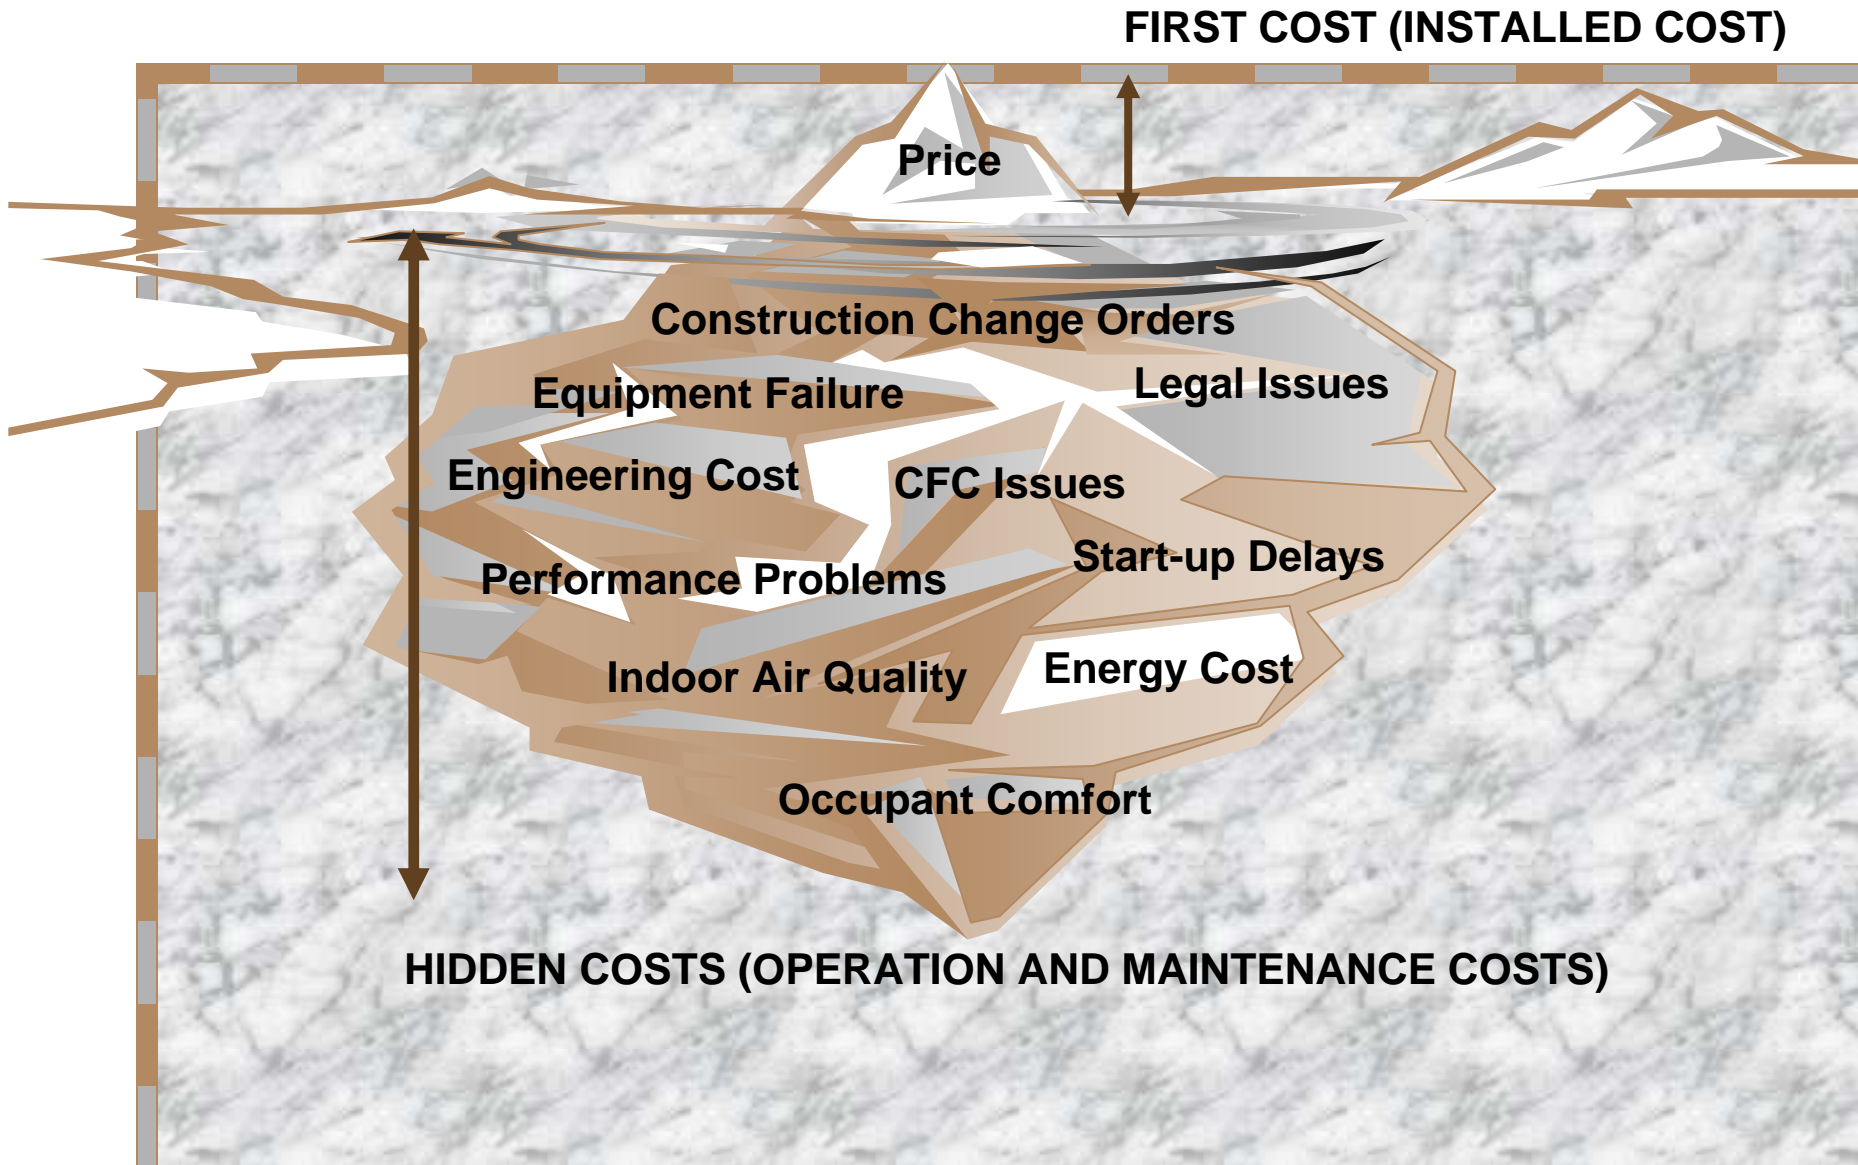 FIRST COST (INSTALLED COST)
Price
Construction Change Orders
Equipment Failure
Legal Issues
Engineering Cost
CFC Issues
Start-up Delays
Performance Problems
Indoor Air Quality
Energy Cost
Occupant Comfort
HIDDEN COSTS (OPERATION AND MAINTENANCE COSTS)